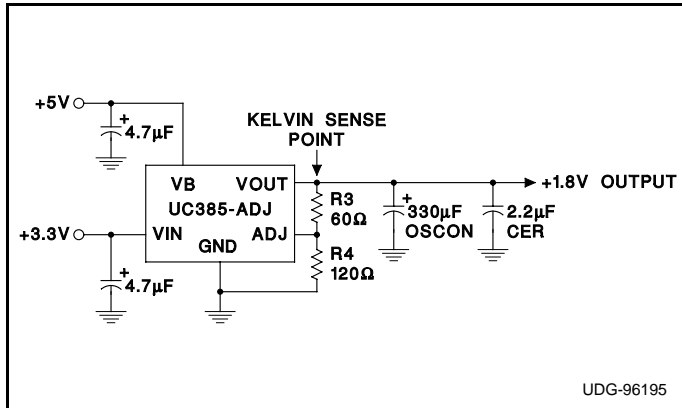 +5V
+
4.7µF
KELVIN SENSE
POINT
VB
VOUT
UC385-ADJ
VIN
GND
ADJ
R3
60Ω
R4
120Ω
+1.8V OUTPUT
+
330µF
OSCON
2.2µF
CER
+3.3V
+
4.7µF
UDG-96195